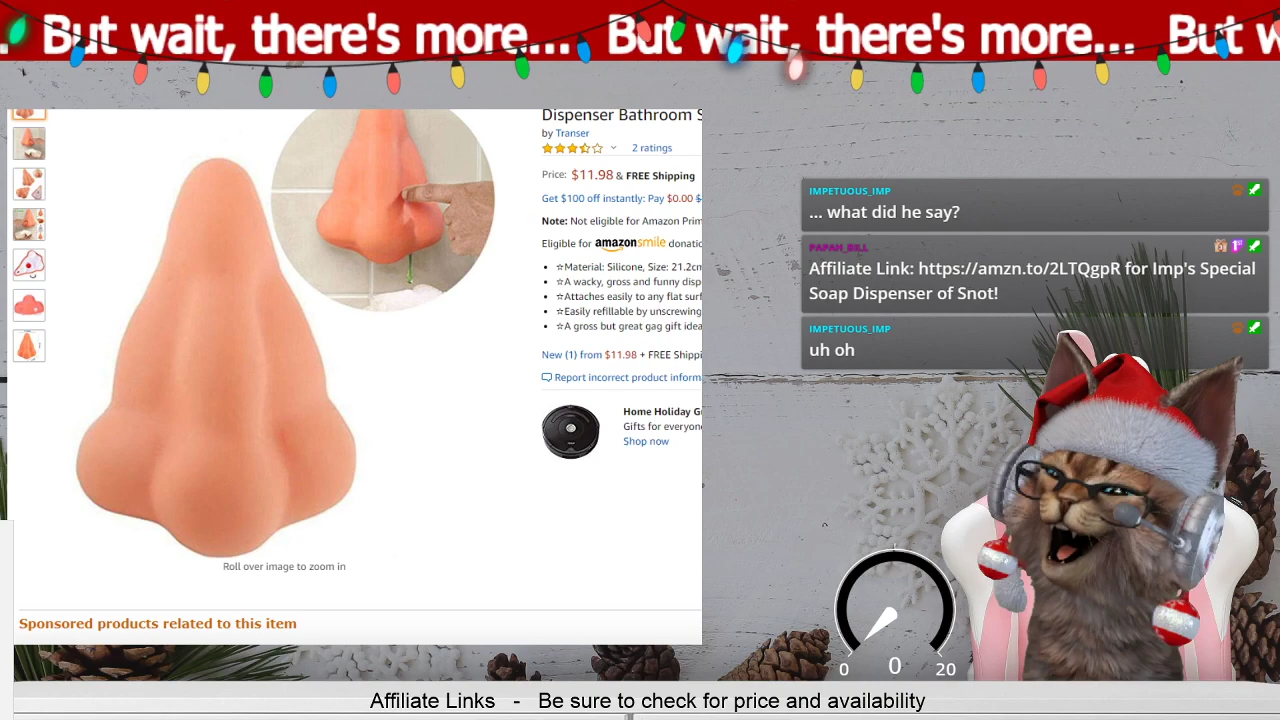 . But wait, there's more... But wait, there's more... But w
Dispenser Bathroom S
by Transer
2 ratings
Price: $11.98 & FREE Shipping
Get $100 off instantly: Pay $0.00 $
Note: Not eligible for Amazon Prim
Eligible for amazonsmile donatio
• ☆Material: Silicone, Size: 21.2cm
• ☆A wacky, gross and funny disp
• ☆Attaches easily to any flat surf
• ☆Easily refillable by unscrewing
• ☆A gross but great gag gift idea
New (1) from $11.98 + FREE Shippi
Report incorrect product inform
Home Holiday Gu
Gifts for everyone
Shop now
Roll over image to zoom in
Sponsored products related to this item
IMPETUOUS_IMP
... what did he say?
PAPAH_DILL
Affiliate Link: https://amzn.to/2LTQgpR for Imp's Special
Soap Dispenser of Snot!
IMPETUOUS_IMP
uh oh
0 0 20
Affiliate Links - Be sure to check for price and availability